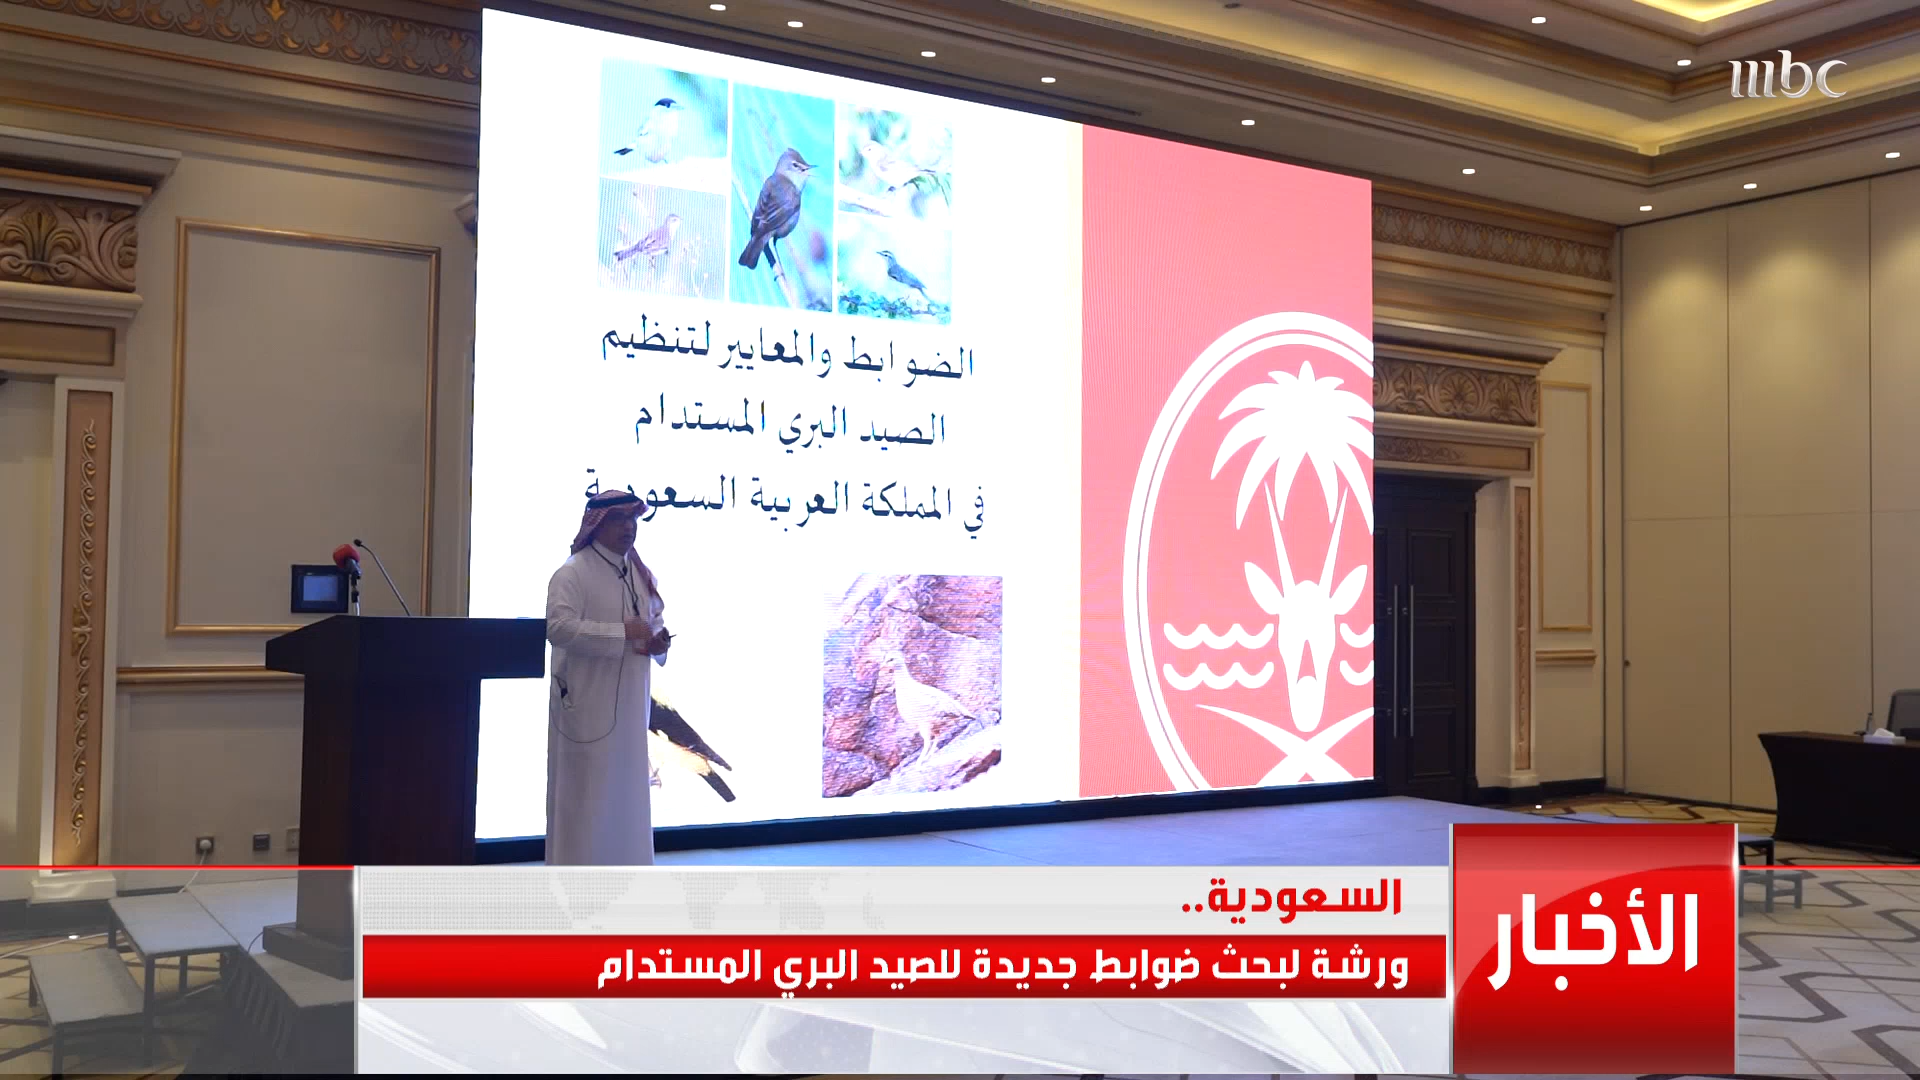 mbc
الضوابط والمعايير لتنظيم
الصيد البري المستدام
في المملكة العربية السعودية
السعودية..
ورشة لبحث ضوابط جديدة للصيد البري المستدام
الأخبار